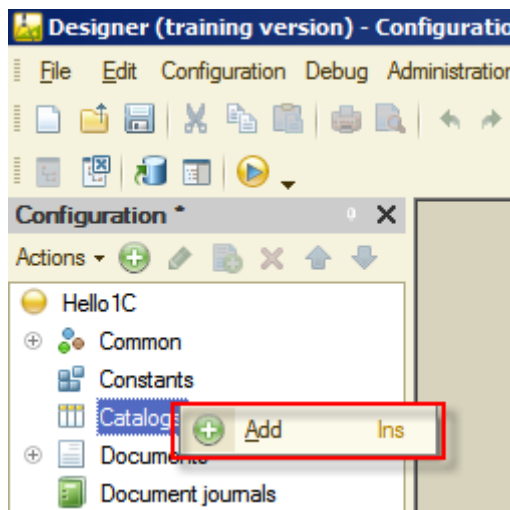 Designer (training version) - Configuratio
File Edit Configuration Debug Administration
Configuration *
Actions
Hello1C
Common
Constants
Catalogs
Add Ins
Documents
Document journals